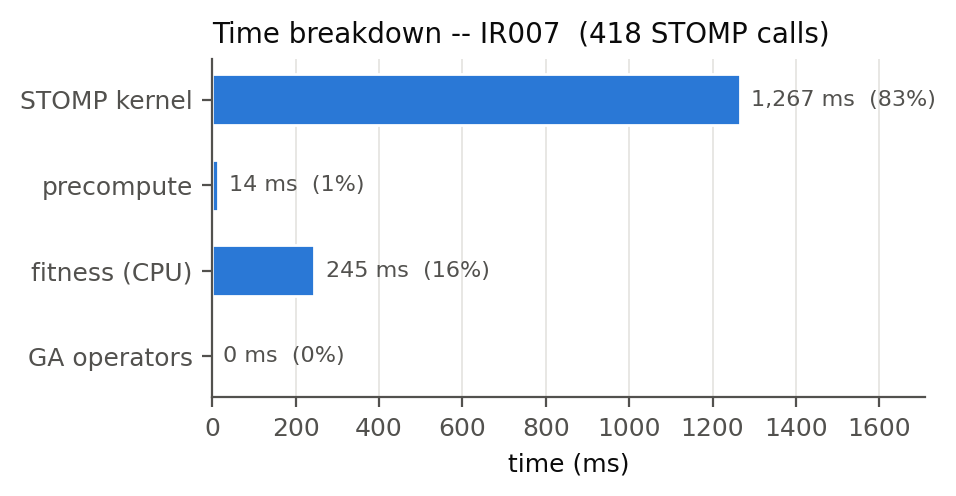 Time breakdown -- IR007  (418 STOMP calls)
STOMP kernel 1,267 ms  (83%)
precompute 14 ms  (1%)
fitness (CPU) 245 ms  (16%)
GA operators 0 ms  (0%)
0 200 400 600 800 1000 1200 1400 1600
time (ms)